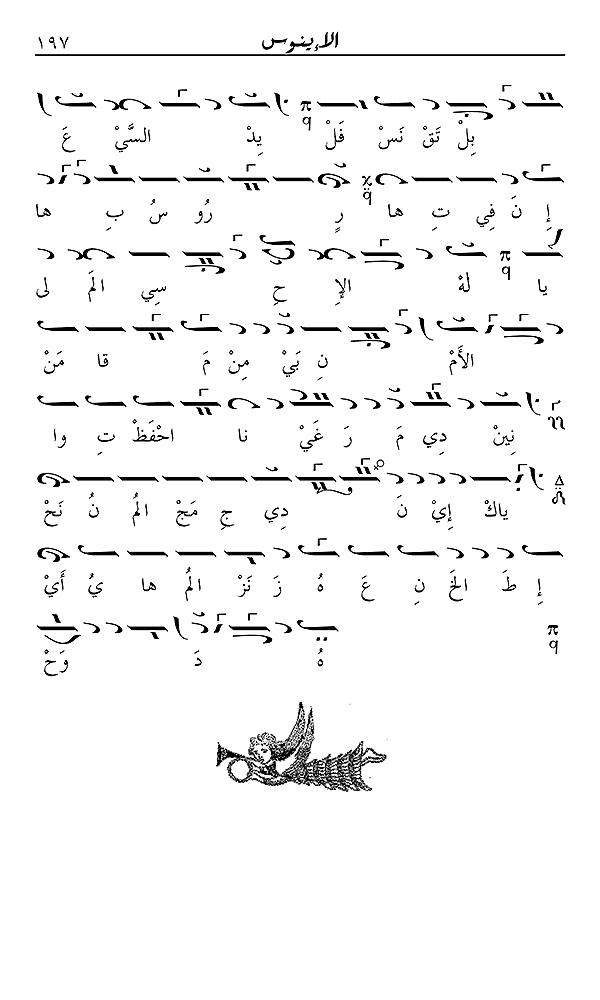 الإينوس ١٩٧
بِلْ تَقْ نَسْ فَلْ يِدْ السَّيْ عَ
إِ نَ فِي تِ ها رٍ رُو سُ بِ ها
يا لَهْ الإِ حِ سِي المَ لى
الأَمْ نِ بَيْ مِنْ مَ قا مَنْ
نِينْ دِي مَ رَ غَيْ نا احْفَظْ تِ وا
ياكْ إِيْ نَ دِي جِ مَجْ المُ نُ نَحْ
إِ طَ الخَ نِ عَ هُ زَ نَزْ المُ ها يُ أَيْ
هُ دَ وَحْ